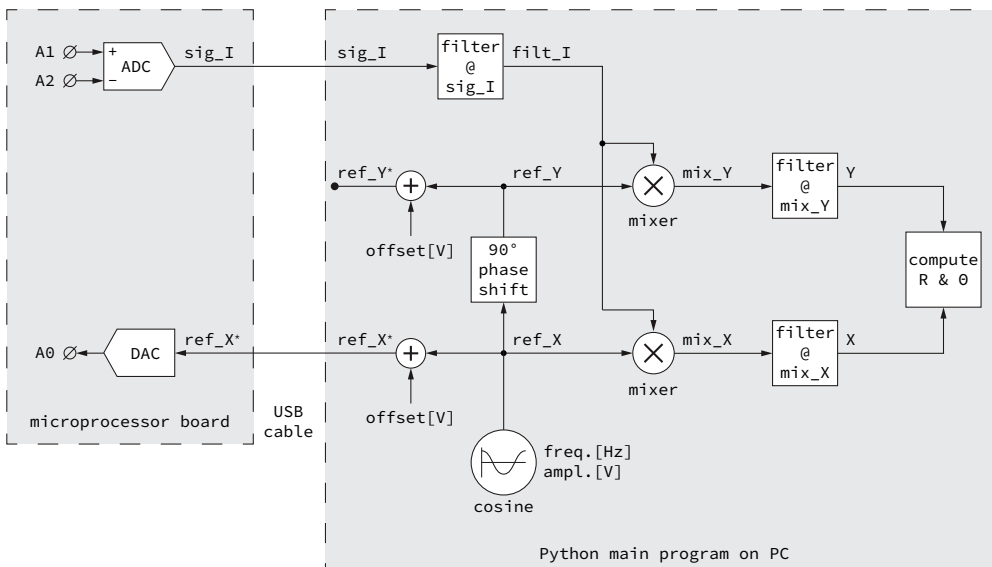 A1
A2
+
−
ADC
sig_I
sig_I
filter
@
sig_I
filt_I
ref_Y*
+
offset[V]
ref_Y
90°
phase
shift
×
mixer
mix_Y
filter
@
mix_Y
Y
compute
R & Θ
A0
DAC
ref_X*
ref_X*
+
offset[V]
ref_X
×
mixer
mix_X
filter
@
mix_X
X
microprocessor board
USB
cable
freq.[Hz]
ampl.[V]
cosine
Python main program on PC